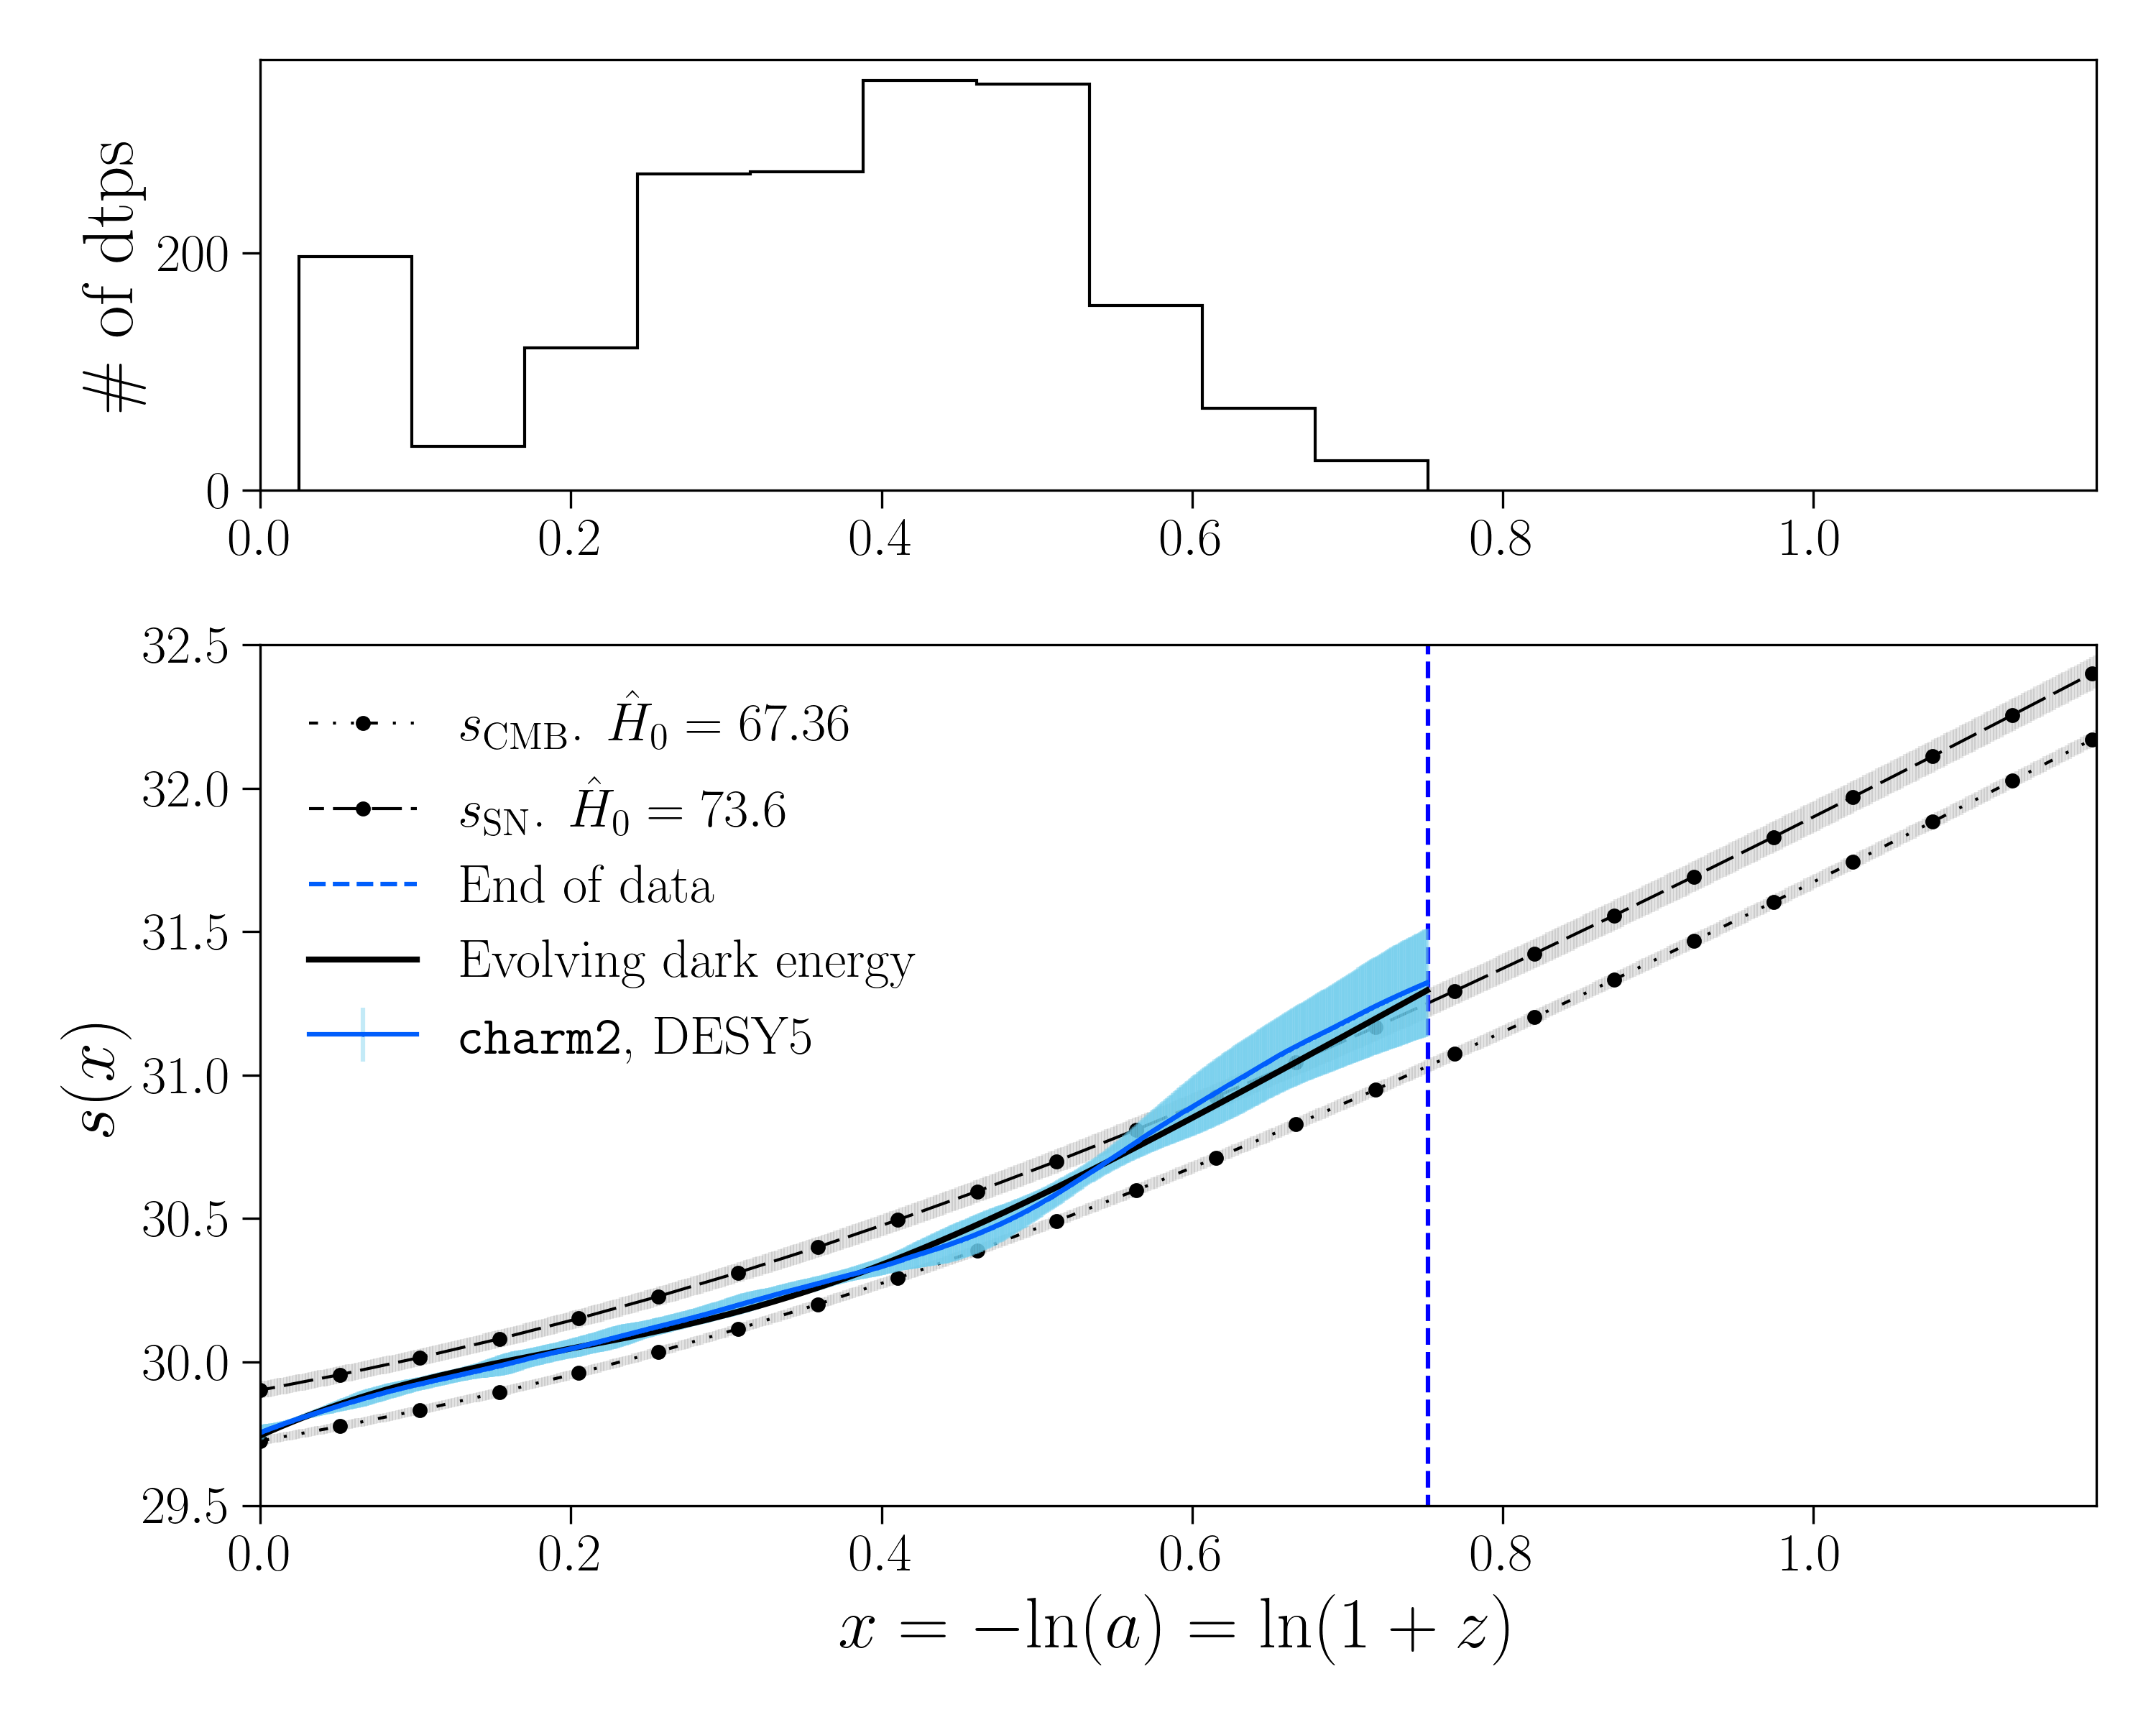 # of dtps
200
0
0.0 0.2 0.4 0.6 0.8 1.0
s(x)
32.5
32.0
31.5
31.0
30.5
30.0
29.5
s_CMB. Ĥ_0 = 67.36
s_SN. Ĥ_0 = 73.6
End of data
Evolving dark energy
charm2, DESY5
0.0 0.2 0.4 0.6 0.8 1.0
x = −ln(a) = ln(1 + z)